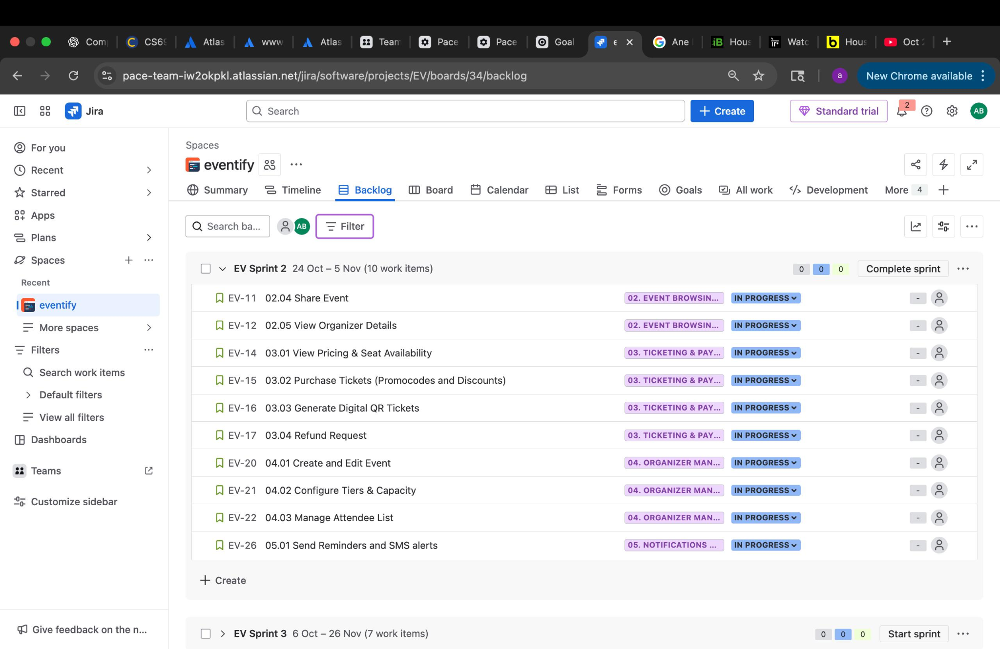 Com CS69 Atlas www Atlas Team Pace Pace Goal e Ane Hous Watc Hous Oct 2
pace-team-iw2okpkl.atlassian.net/jira/software/projects/EV/boards/34/backlog a New Chrome available
Jira Search Create Standard trial 2 AB
For you
Recent
Starred
Apps
Plans
Spaces
Recent
eventify
More spaces
Filters
Search work items
Default filters
View all filters
Dashboards
Teams
Customize sidebar
Give feedback on the n...
Spaces
eventify
Summary Timeline Backlog Board Calendar List Forms Goals All work Development More 4
Search ba... AB Filter
EV Sprint 2 24 Oct – 5 Nov (10 work items) 0 0 0 Complete sprint
EV-11 02.04 Share Event 02. EVENT BROWSIN... IN PROGRESS -
EV-12 02.05 View Organizer Details 02. EVENT BROWSIN... IN PROGRESS -
EV-14 03.01 View Pricing & Seat Availability 03. TICKETING & PAY... IN PROGRESS -
EV-15 03.02 Purchase Tickets (Promocodes and Discounts) 03. TICKETING & PAY... IN PROGRESS -
EV-16 03.03 Generate Digital QR Tickets 03. TICKETING & PAY... IN PROGRESS -
EV-17 03.04 Refund Request 03. TICKETING & PAY... IN PROGRESS -
EV-20 04.01 Create and Edit Event 04. ORGANIZER MAN... IN PROGRESS -
EV-21 04.02 Configure Tiers & Capacity 04. ORGANIZER MAN... IN PROGRESS -
EV-22 04.03 Manage Attendee List 04. ORGANIZER MAN... IN PROGRESS -
EV-26 05.01 Send Reminders and SMS alerts 05. NOTIFICATIONS ... IN PROGRESS -
Create
EV Sprint 3 6 Oct – 26 Nov (7 work items) 0 0 0 Start sprint